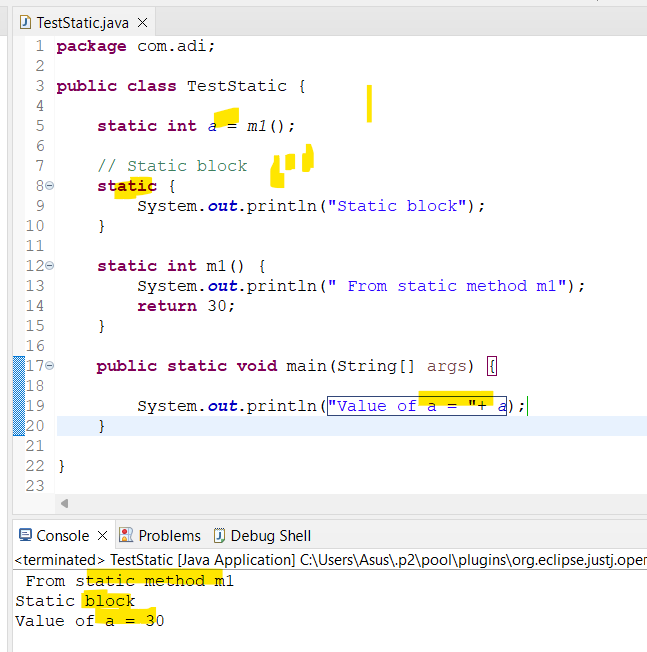 TestStatic.java
1 package com.adi;
2
3 public class TestStatic {
4
5 static int a = m1();
6
7 // Static block
8 static {
9 System.out.println("Static block");
10 }
11
12 static int m1() {
13 System.out.println(" From static method m1");
14 return 30;
15 }
16
17 public static void main(String[] args) {
18
19 System.out.println("Value of a = "+ a);
20 }
21
22 }
23
Console Problems Debug Shell
<terminated> TestStatic [Java Application] C:\Users\Asus\.p2\pool\plugins\org.eclipse.justj.open
From static method m1
Static block
Value of a = 30